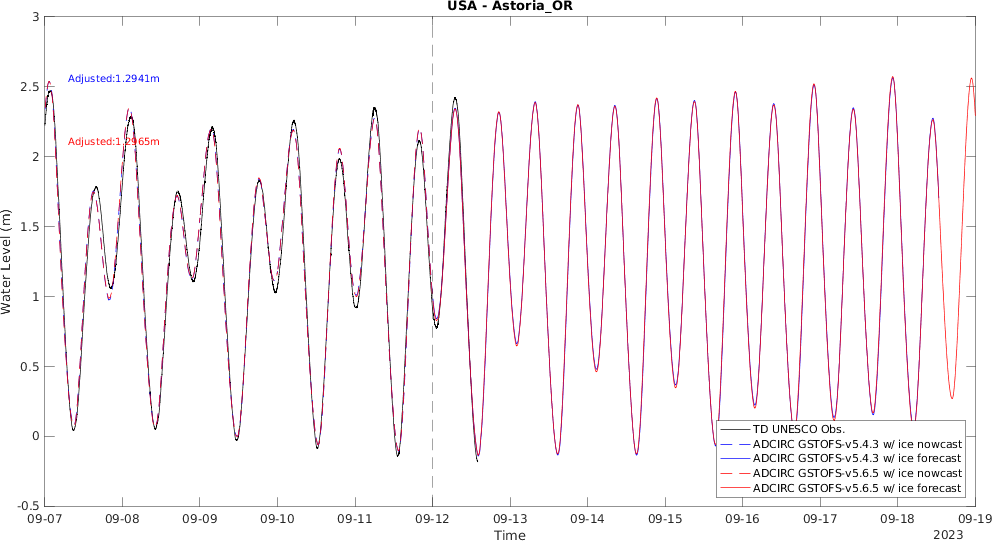 USA - Astoria_OR
Water Level (m)
3
2.5
2
1.5
1
0.5
0
-0.5
Adjusted:1.2941m
Adjusted:1.2965m
TD UNESCO Obs.
ADCIRC GSTOFS-v5.4.3 w/ ice nowcast
ADCIRC GSTOFS-v5.4.3 w/ ice forecast
ADCIRC GSTOFS-v5.6.5 w/ ice nowcast
ADCIRC GSTOFS-v5.6.5 w/ ice forecast
09-07 09-08 09-09 09-10 09-11 09-12 09-13 09-14 09-15 09-16 09-17 09-18 09-19
Time
2023